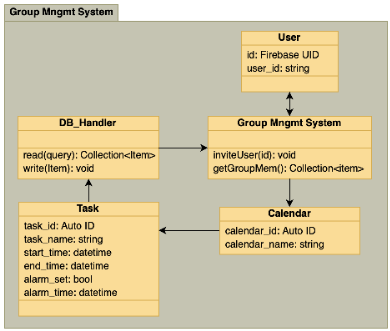 Group Mngmt System
User
id: Firebase UID
user_id: string
DB_Handler
read(query): Collection<Item>
write(Item): void
Group Mngmt System
inviteUser(id): void
getGroupMem(): Collection<item>
Task
task_id: Auto ID
task_name: string
start_time: datetime
end_time: datetime
alarm_set: bool
alarm_time: datetime
Calendar
calendar_id: Auto ID
calendar_name: string